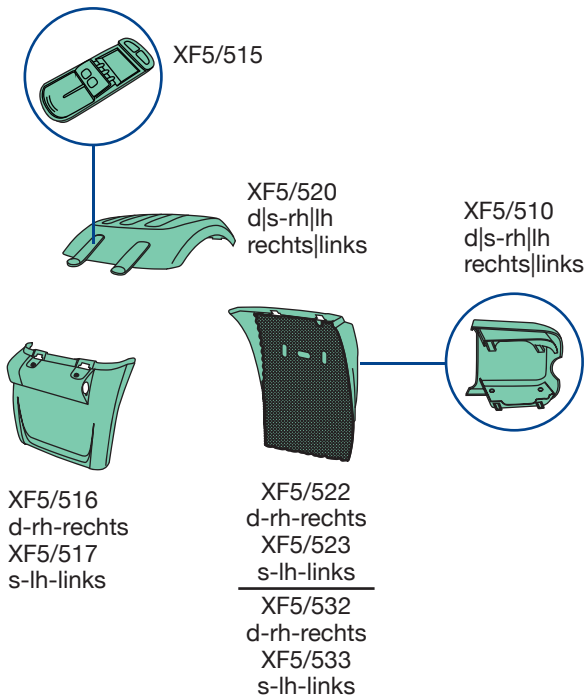 XF5/515
XF5/520
d|s-rh|lh
rechts|links
XF5/510
d|s-rh|lh
rechts|links
XF5/516
d-rh-rechts
XF5/517
s-lh-links
XF5/522
d-rh-rechts
XF5/523
s-lh-links
XF5/532
d-rh-rechts
XF5/533
s-lh-links